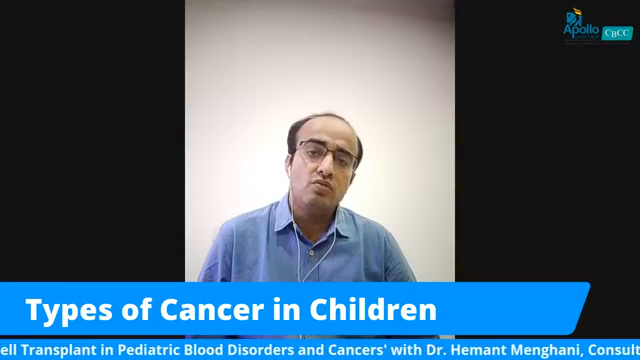 Apollo
CBCC
Types of Cancer in Children
ell Transplant in Pediatric Blood Disorders and Cancers' with Dr. Hemant Menghani, Consult